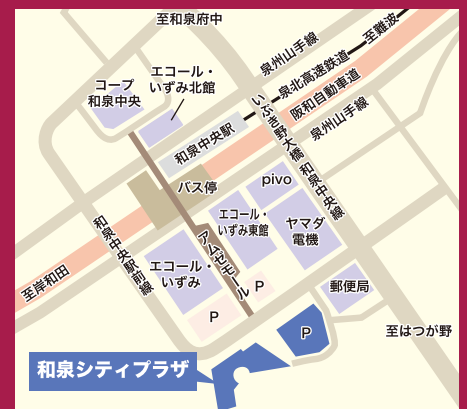 至和泉府中
泉州山手線
至難波
泉北高速鉄道
阪和自動車道
泉州山手線
コープ
和泉中央
エコール・
いずみ北館
いぶき野大橋
和泉中央駅
バス停
pivo
和泉中央線
エコール・
いずみ東館
ヤマダ
電機
和泉中央駅前線
アムゼモール
エコール・
いずみ
至岸和田
P
P
郵便局
P
至はつが野
和泉シティプラザ